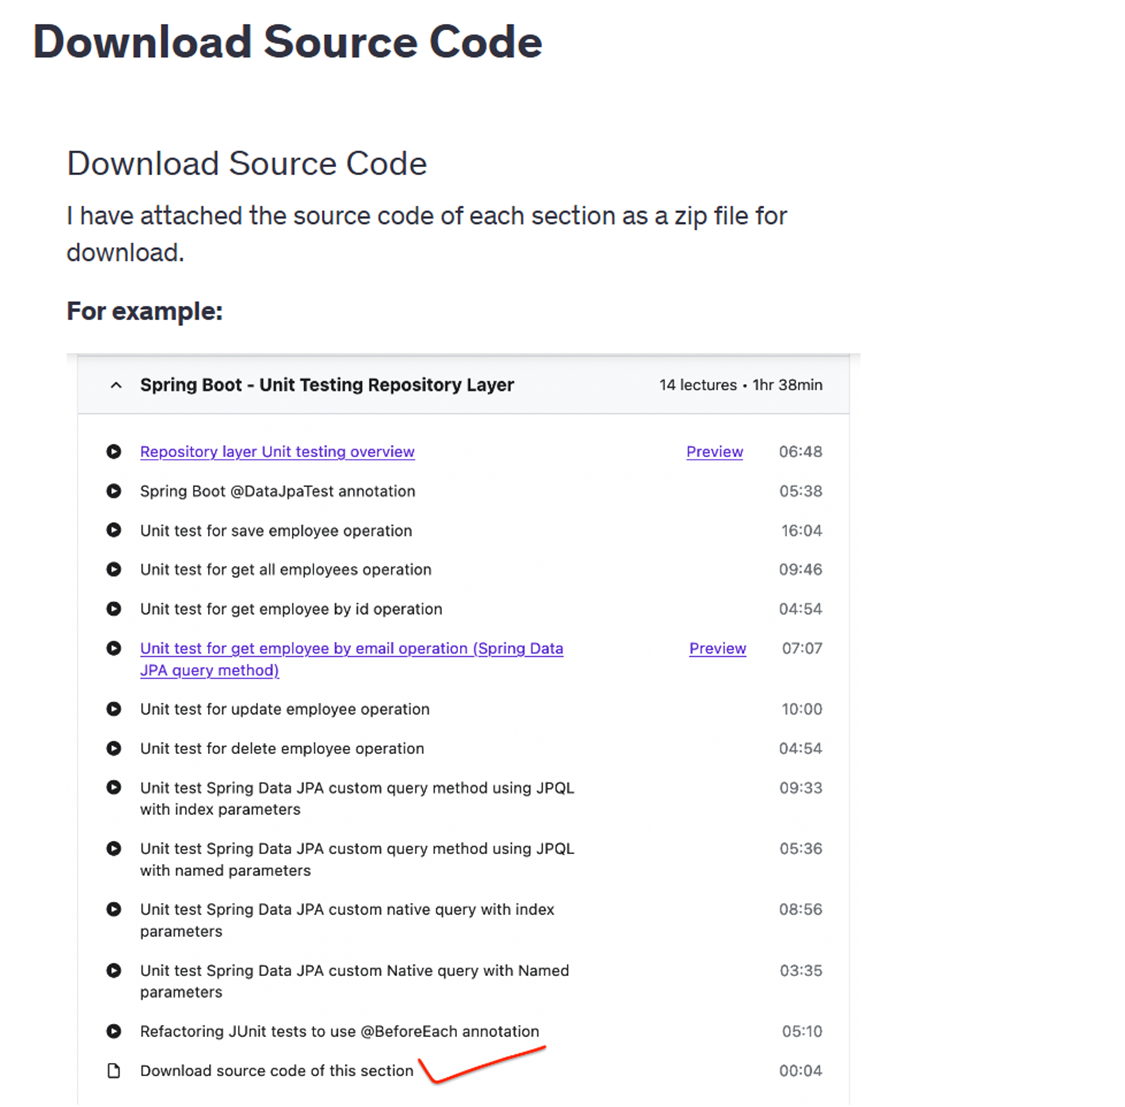 Download Source Code
Download Source Code
I have attached the source code of each section as a zip file for
download.
For example:
Spring Boot - Unit Testing Repository Layer 14 lectures • 1hr 38min
Repository layer Unit testing overview Preview 06:48
Spring Boot @DataJpaTest annotation 05:38
Unit test for save employee operation 16:04
Unit test for get all employees operation 09:46
Unit test for get employee by id operation 04:54
Unit test for get employee by email operation (Spring Data Preview 07:07
JPA query method)
Unit test for update employee operation 10:00
Unit test for delete employee operation 04:54
Unit test Spring Data JPA custom query method using JPQL 09:33
with index parameters
Unit test Spring Data JPA custom query method using JPQL 05:36
with named parameters
Unit test Spring Data JPA custom native query with index 08:56
parameters
Unit test Spring Data JPA custom Native query with Named 03:35
parameters
Refactoring JUnit tests to use @BeforeEach annotation 05:10
Download source code of this section 00:04